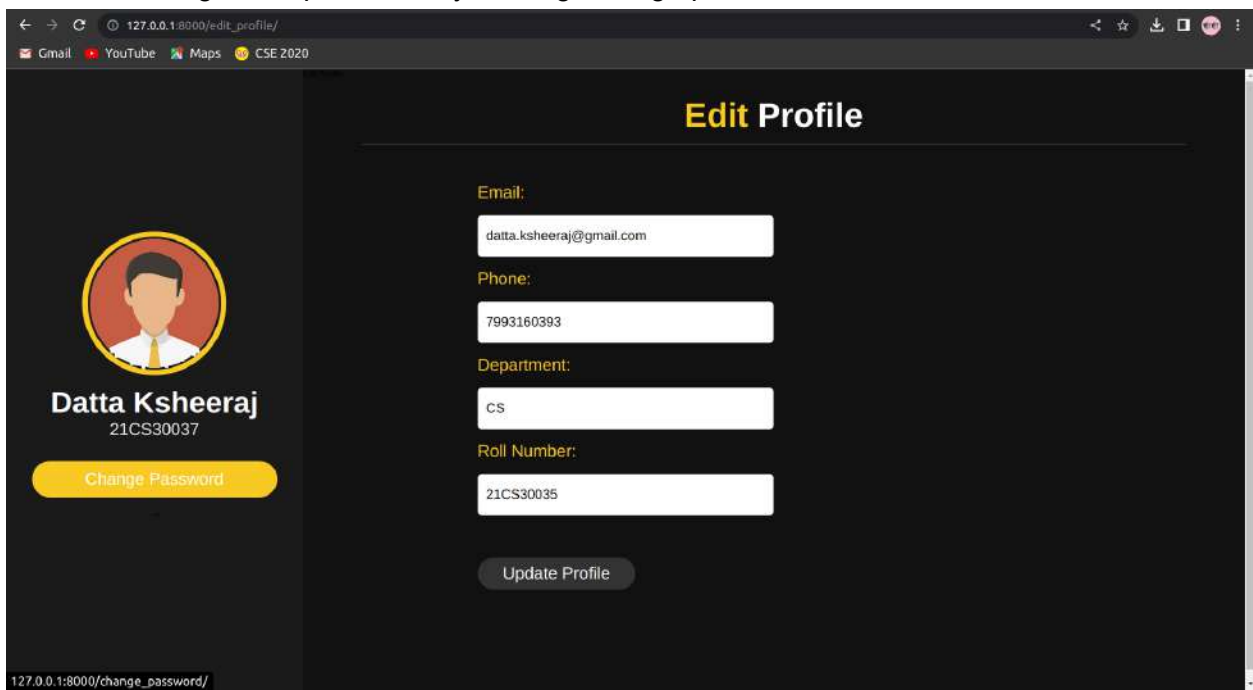 127.0.0.1:8000/edit_profile/
Gmail YouTube Maps CSE 2020
Edit Profile
Email:
datta.ksheeraj@gmail.com
Phone:
7993160393
Department:
CS
Datta Ksheeraj
21CS30037
Roll Number:
Change Password
21CS30035
Update Profile
127.0.0.1:8000/change_password/